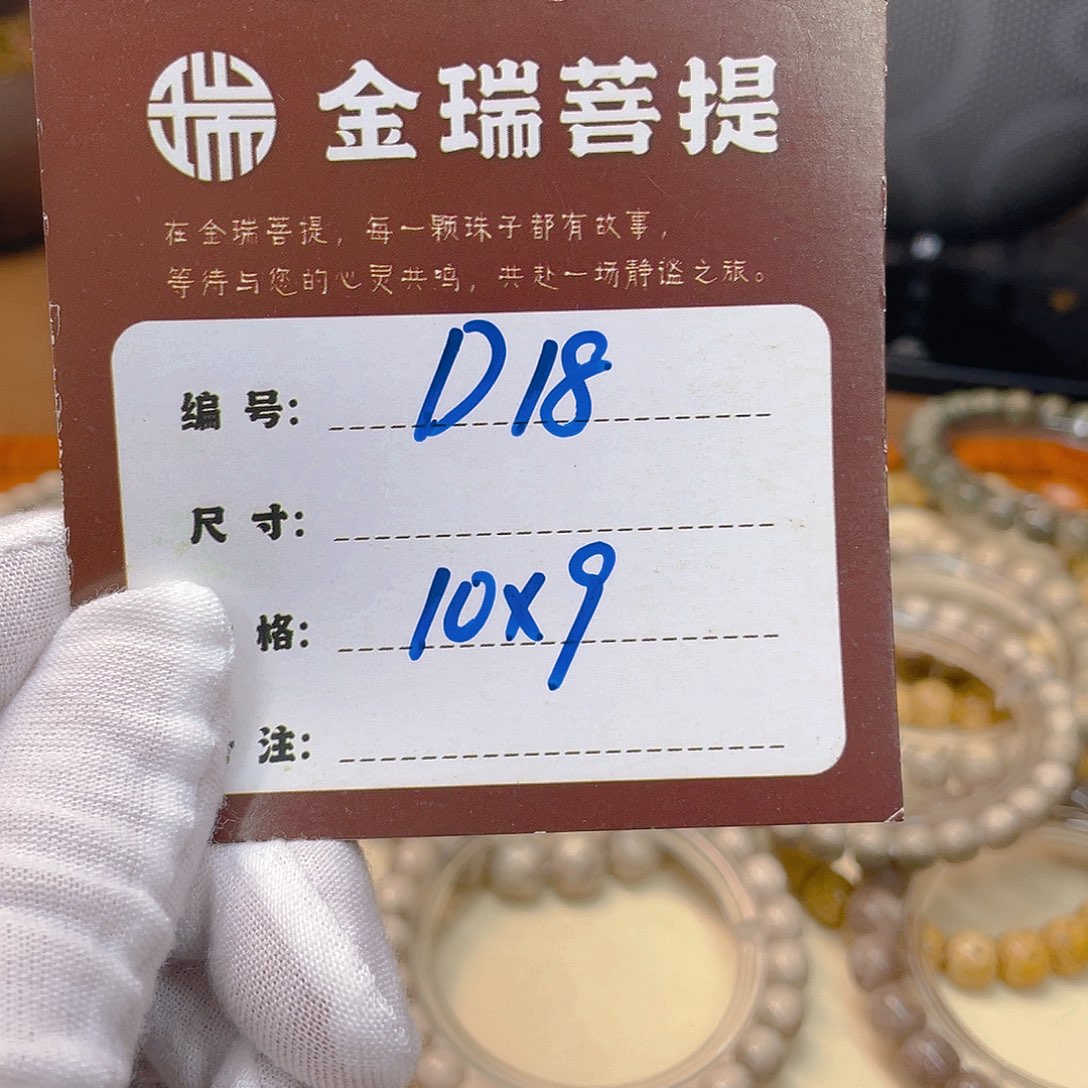 瑞 金瑞菩提
在金瑞菩提，每一颗珠子都有故事，
等待与您的心灵共鸣，共赴一场静谧之旅。
编 号： D18
尺 寸：
格： 10x9
注：